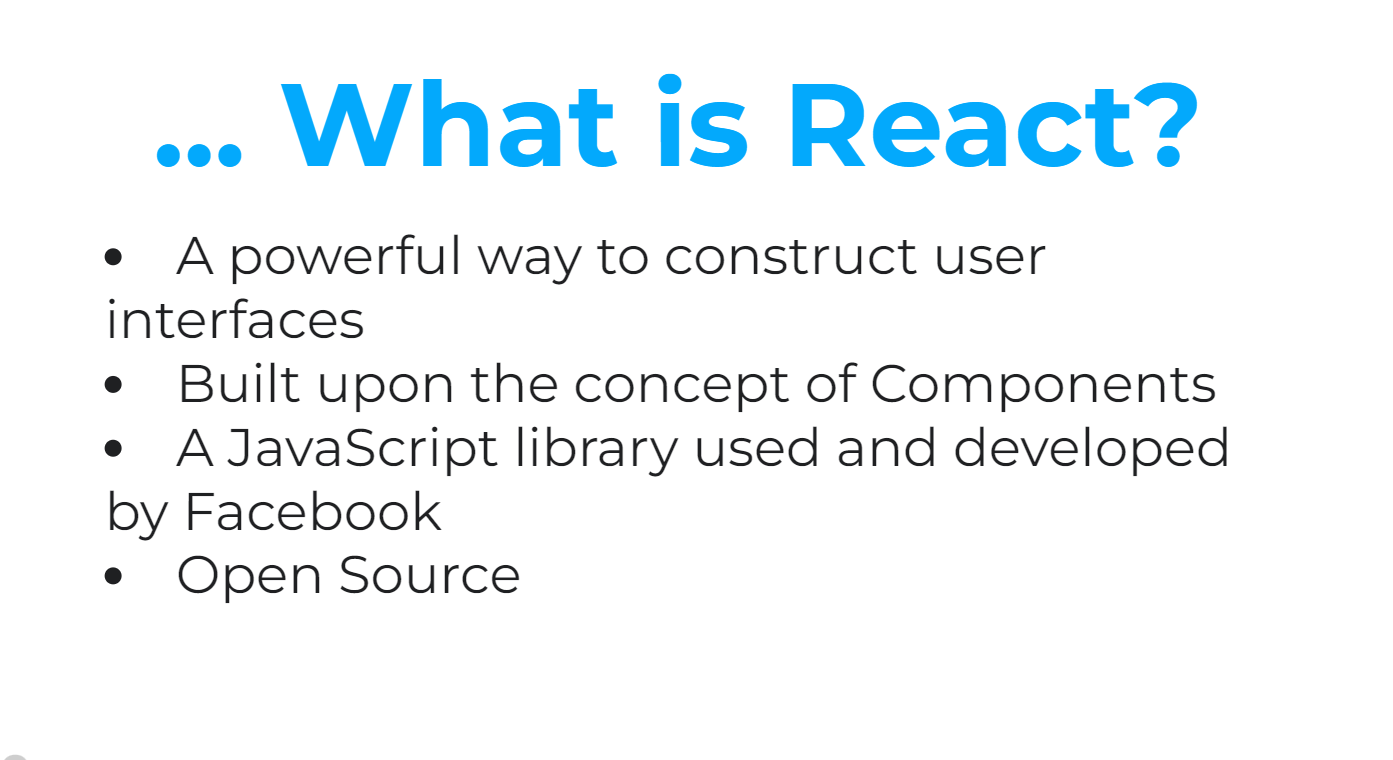 ... What is React?
• A powerful way to construct user
interfaces
• Built upon the concept of Components
• A JavaScript library used and developed
by Facebook
• Open Source